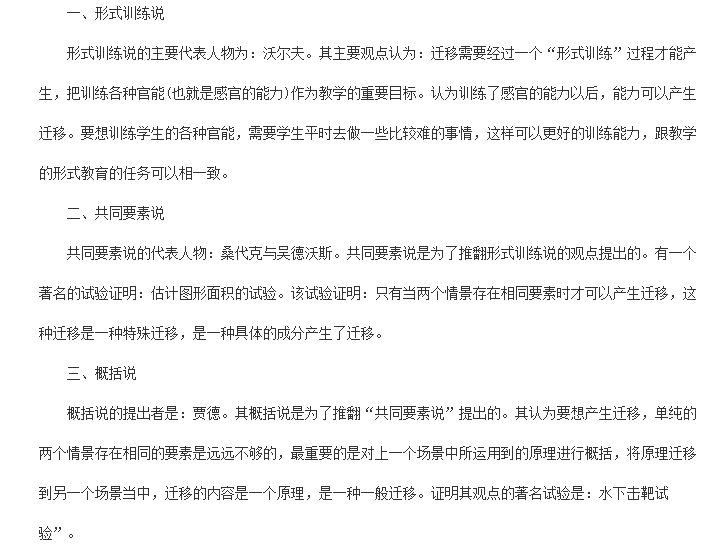 一、形式训练说
形式训练说的主要代表人物为：沃尔夫。其主要观点认为：迁移需要经过一个“形式训练”过程才能产
生，把训练各种官能(也就是感官的能力)作为教学的重要目标。认为训练了感官的能力以后，能力可以产生
迁移。要想训练学生的各种官能，需要学生平时去做一些比较难的事情，这样可以更好的训练能力，跟教学
的形式教育的任务可以相一致。
二、共同要素说
共同要素说的代表人物：桑代克与吴德沃斯。共同要素说是为了推翻形式训练说的观点提出的。有一个
著名的试验证明：估计图形面积的试验。该试验证明：只有当两个情景存在相同要素时才可以产生迁移，这
种迁移是一种特殊迁移，是一种具体的成分产生了迁移。
三、概括说
概括说的提出者是：贾德。其概括说是为了推翻“共同要素说”提出的。其认为要想产生迁移，单纯的
两个情景存在相同的要素是远远不够的，最重要的是对上一个场景中所运用到的原理进行概括，将原理迁移
到另一个场景当中，迁移的内容是一个原理，是一种一般迁移。证明其观点的著名试验是：水下击靶试
验”。